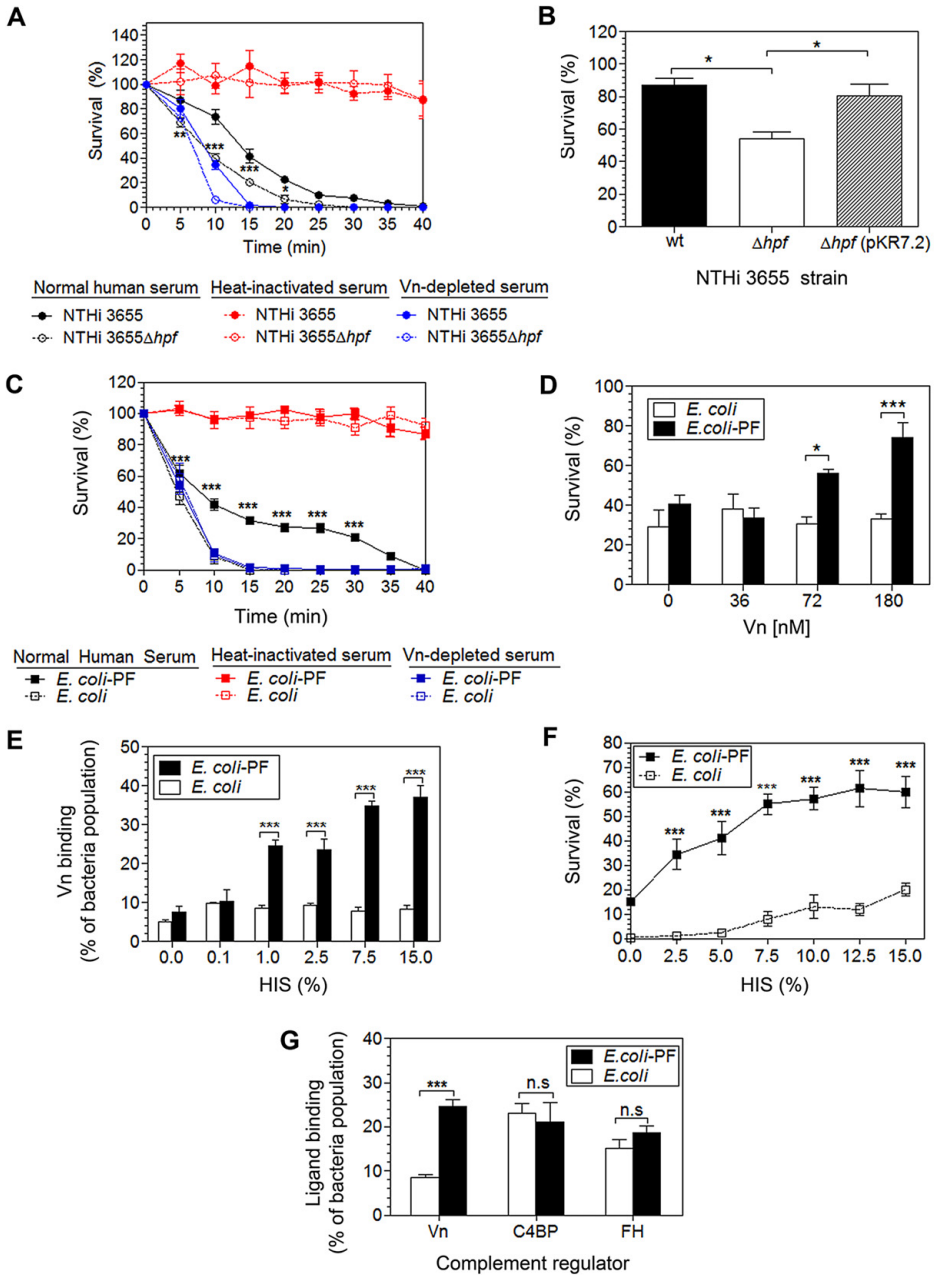 A
Survival (%)
140
120
100
80
60
40
20
0
**
***
***
*
0 5 10 15 20 25 30 35 40
Time (min)
Normal human serum Heat-inactivated serum Vn-depleted serum
NTHi 3655 NTHi 3655 NTHi 3655
NTHi 3655Δhpf NTHi 3655Δhpf NTHi 3655Δhpf
B
Survival (%)
120
100
80
60
40
20
0
* *
wt Δhpf Δhpf (pKR7.2)
NTHi 3655 strain
C
Survival (%)
120
100
80
60
40
20
0
*** *** *** *** *** ***
0 5 10 15 20 25 30 35 40
Time (min)
Normal Human Serum Heat-inactivated serum Vn-depleted serum
E. coli-PF E. coli-PF E. coli-PF
E. coli E. coli E. coli
D
Survival (%)
100
80
60
40
20
0
E. coli
E.coli-PF
* ***
0 36 72 180
Vn [nM]
E
Vn binding
(% of bacteria population)
50
40
30
20
10
0
E. coli-PF
E. coli
*** *** *** ***
0.0 0.1 1.0 2.5 7.5 15.0
HIS (%)
F
Survival (%)
80
70
60
50
40
30
20
10
0
E. coli-PF
E. coli
*** *** *** *** *** ***
0.0 2.5 5.0 7.5 10.0 12.5 15.0
HIS (%)
G
Ligand binding
(% of bacteria population)
40
30
20
10
0
E.coli-PF
E.coli
*** n.s n.s
Vn C4BP FH
Complement regulator